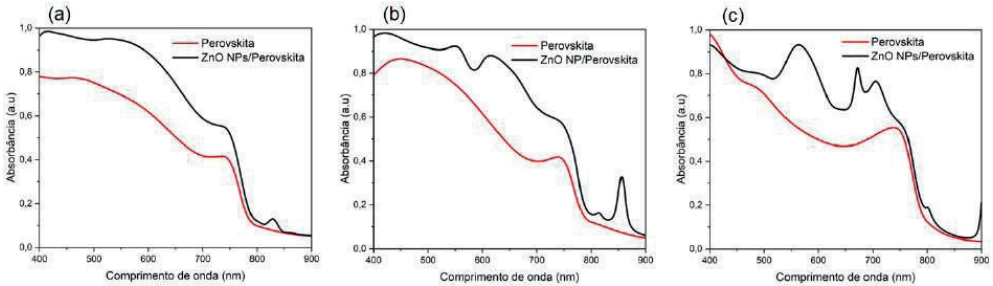 (a)
Absorbância (a.u)
1,0
0,8
0,6
0,4
0,2
0,0
Perovskita
ZnO NPs/Perovskita
400 500 600 700 800 900
Comprimento de onda (nm)
(b)
Absorbância (a.u)
1,0
0,8
0,6
0,4
0,2
0,0
Perovskita
ZnO NP/Perovskita
400 500 600 700 800 900
Comprimento de onda (nm)
(c)
Absorbância (a.u)
1,0
0,8
0,6
0,4
0,2
0,0
Perovskita
ZnO NPs/Perovskita
400 500 600 700 800 900
Comprimento de onda (nm)